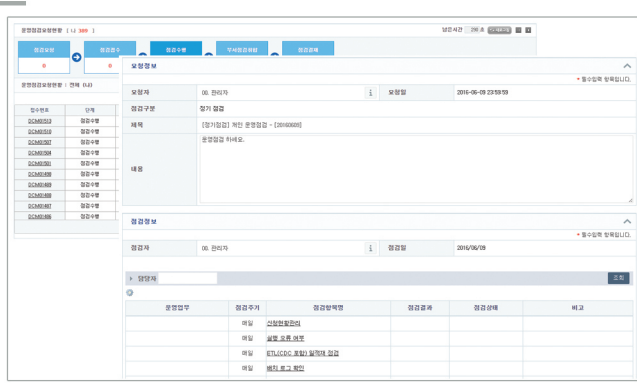 운영점검요청현황 [ 나 389 ]
남은시간 298 초
점검요청
점검접수
점검수행
부서점검위임
점검결재
0
0
운영점검요청현황 : 전체 (나)
접수번호 단계
DCM01513 점검수행
DCM01510 점검수행
DCM01507 점검수행
DCM01504 점검수행
DCM01501 점검수행
DCM01498 점검수행
DCM01489 점검수행
DCM01488 점검수행
DCM01487 점검수행
DCM01486 점검수행
요청정보
* 필수입력 항목입니다.
요청자 00. 관리자 i 요청일 2016-06-09 23:59:59
점검구분 정기 점검
제목 [정기점검] 개인 운영점검 - [20160609]
내용 운영점검 하세요.
점검정보
* 필수입력 항목입니다.
점검자 00. 관리자 i 점검일 2016/06/09
담당자 조회
운영업무 점검주기 점검항목명 점검결과 점검상태 비고
매일 신청현황관리
매일 실행 오류 여부
매일 ETL(CDC 포함) 일적재 점검
매일 배치 로그 확인